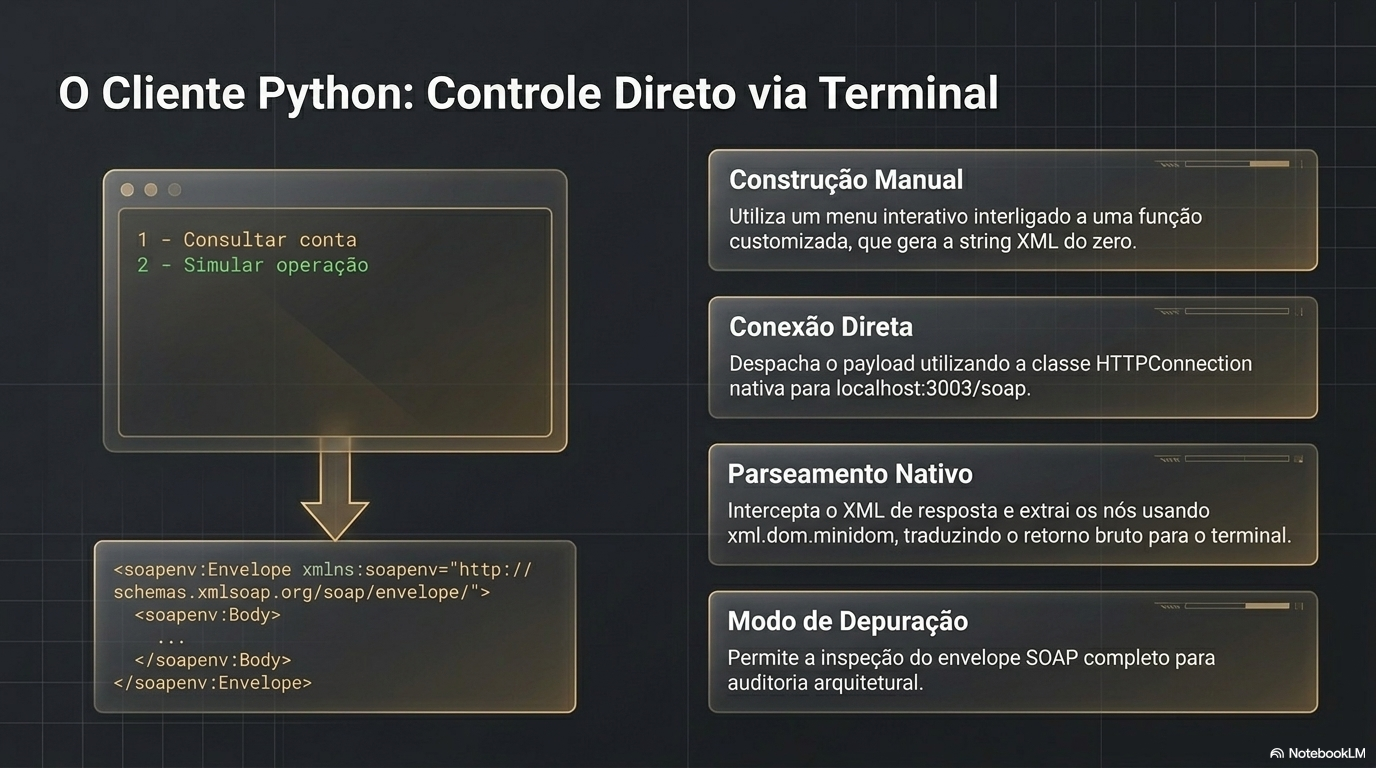 O Cliente Python: Controle Direto via Terminal
1 - Consultar conta
2 - Simular operação
<soapenv:Envelope xmlns:soapenv="http://
schemas.xmlsoap.org/soap/envelope/">
<soapenv:Body>
...
</soapenv:Body>
</soapenv:Envelope>
Construção Manual
Utiliza um menu interativo interligado a uma função
customizada, que gera a string XML do zero.
Conexão Direta
Despacha o payload utilizando a classe HTTPConnection
nativa para localhost:3003/soap.
Parseamento Nativo
Intercepta o XML de resposta e extrai os nós usando
xml.dom.minidom, traduzindo o retorno bruto para o terminal.
Modo de Depuração
Permite a inspeção do envelope SOAP completo para
auditoria arquitetural.
NotebookLM